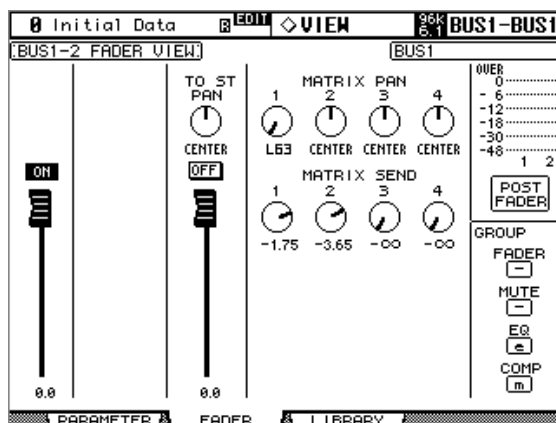 0 Initial Data R EDIT ◇VIEW 96K 6.1 BUS1-BUS1
BUS1-2 FADER VIEW
BUS1
TO ST PAN
CENTER
OFF
ON
0.0
0.0
MATRIX PAN
1 2 3 4
L63 CENTER CENTER CENTER
MATRIX SEND
1 2 3 4
-1.75 -3.65 -∞ -∞
OVER
0
- 6
-12
-18
-30
-48
1 2
POST FADER
GROUP
FADER
-
MUTE
-
EQ
e
COMP
m
PARAMETER FADER LIBRARY